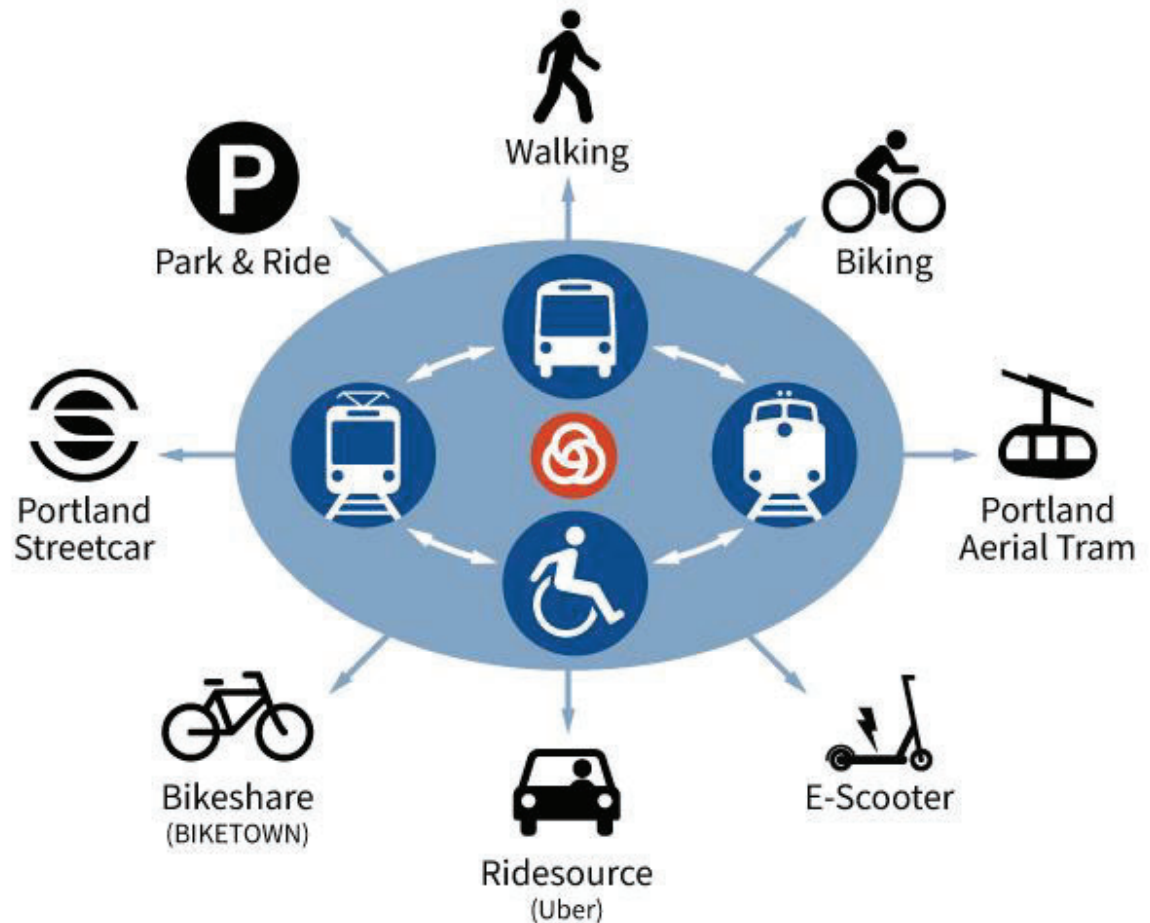 Walking
P
Park & Ride
Biking
Portland
Streetcar
Portland
Aerial Tram
Bikeshare
(BIKETOWN)
E-Scooter
Ridesource
(Uber)